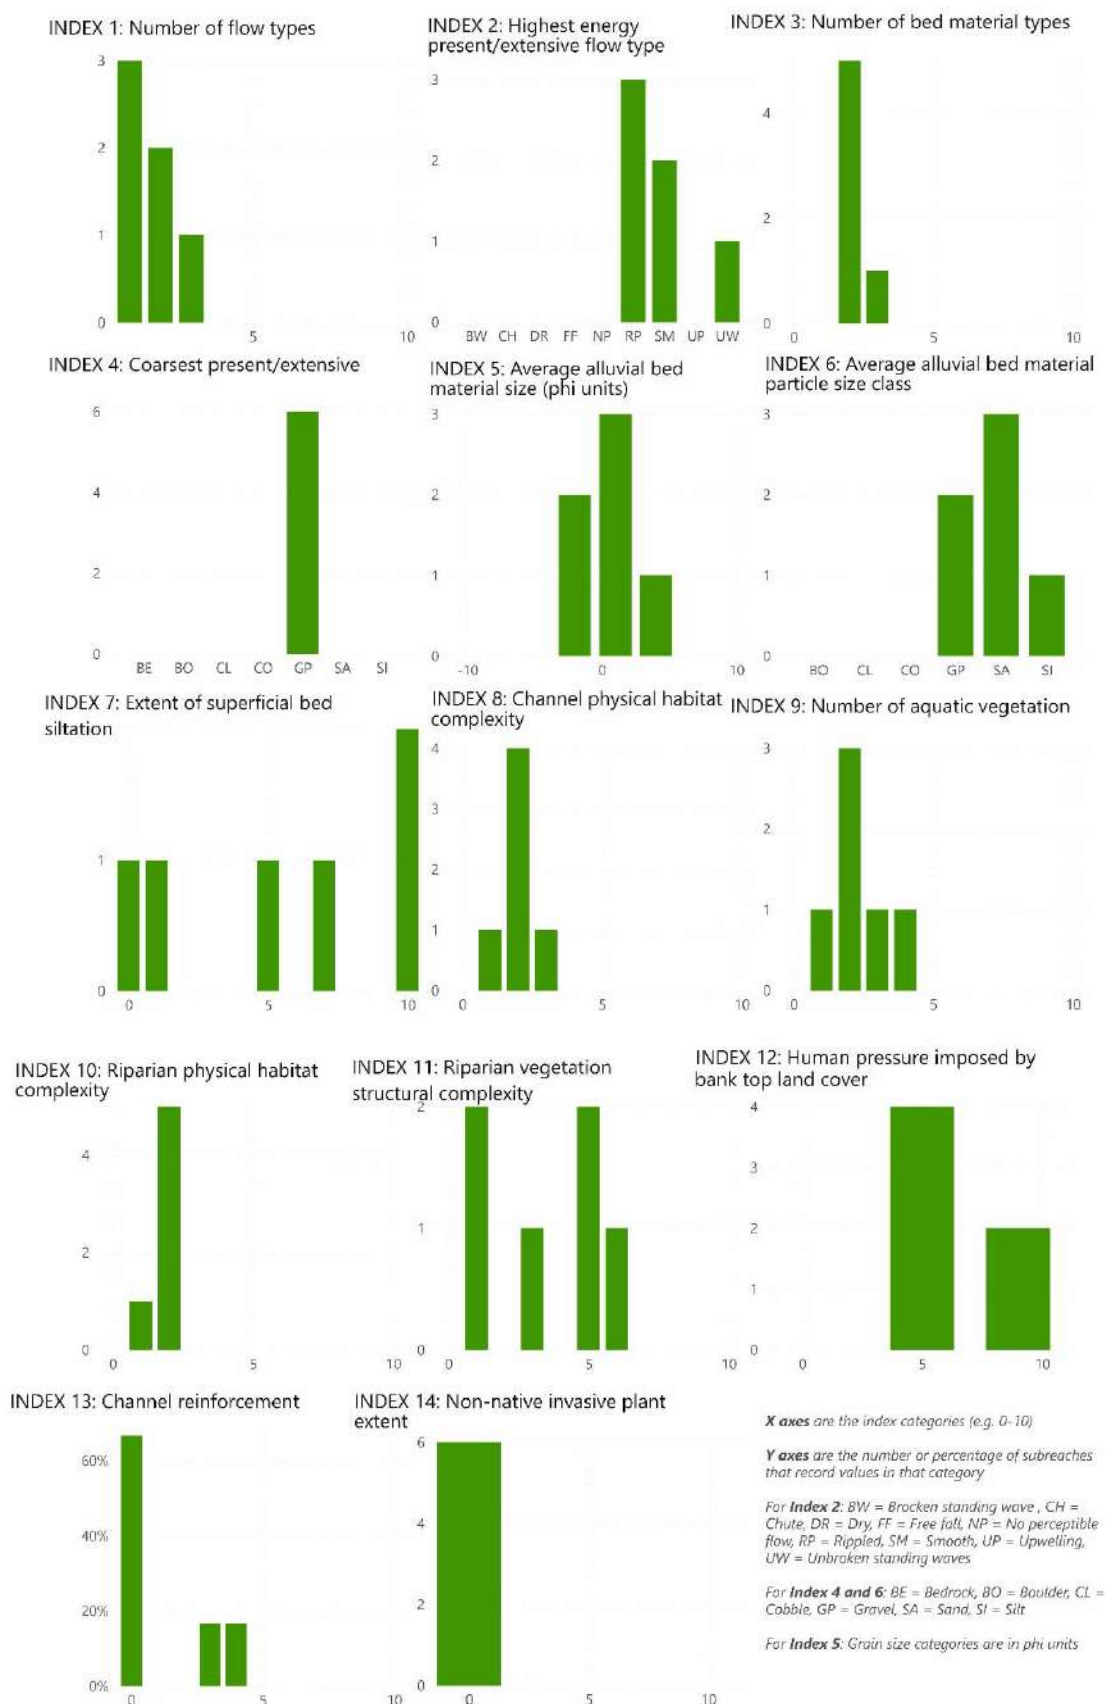 INDEX 1: Number of flow types
3
2
1
0
5
10
INDEX 2: Highest energy
present/extensive flow type
3
2
1
0
BW CH DR FF NP RP SM UP UW
INDEX 3: Number of bed material types
4
2
0
0 5 10
INDEX 4: Coarsest present/extensive
6
4
2
0
BE BO CL CO GP SA SI
INDEX 5: Average alluvial bed
material size (phi units)
3
2
1
0
-10 0 10
INDEX 6: Average alluvial bed material
particle size class
3
2
1
0
BO CL CO GP SA SI
INDEX 7: Extent of superficial bed
siltation
1
0
0 5 10
INDEX 8: Channel physical habitat
complexity
4
3
2
1
0
0 5 10
INDEX 9: Number of aquatic vegetation
3
2
1
0
0 5 10
INDEX 10: Riparian physical habitat
complexity
4
2
0
0 5 10
INDEX 11: Riparian vegetation
structural complexity
2
1
0
0 5 10
INDEX 12: Human pressure imposed by
bank top land cover
4
3
2
1
0
0 5 10
INDEX 13: Channel reinforcement
60%
40%
20%
0%
0 5 10
INDEX 14: Non-native invasive plant
extent
6
4
2
0
0 5 10
X axes are the index categories (e.g. 0-10)
Y axes are the number or percentage of subreaches
that record values in that category
For Index 2: BW = Brocken standing wave , CH =
Chute, DR = Dry, FF = Free fall, NP = No perceptible
flow, RP = Rippled, SM = Smooth, UP = Upwelling,
UW = Unbroken standing waves
For Index 4 and 6: BE = Bedrock, BO = Boulder, CL =
Cobble, GP = Gravel, SA = Sand, SI = Silt
For Index 5: Grain size categories are in phi units